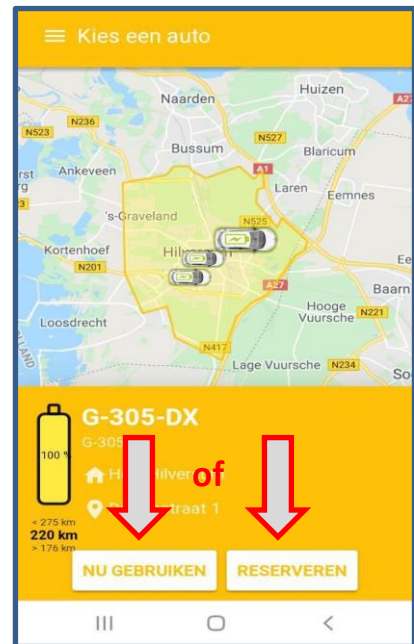 Kies een auto
Huizen
A27
Naarden
N236
N523
N527
Bussum
Blaricum
Ankeveen
A1
Laren
Eemnes
's-Graveland
N525
Kortenhoef
N201
A27
Baarn
Hooge
Vuursche
N221
Loosdrecht
N417
Lage Vuursche
N234
G-305-DX
100 %
of
< 275 km
220 km
> 176 km
NU GEBRUIKEN
RESERVEREN